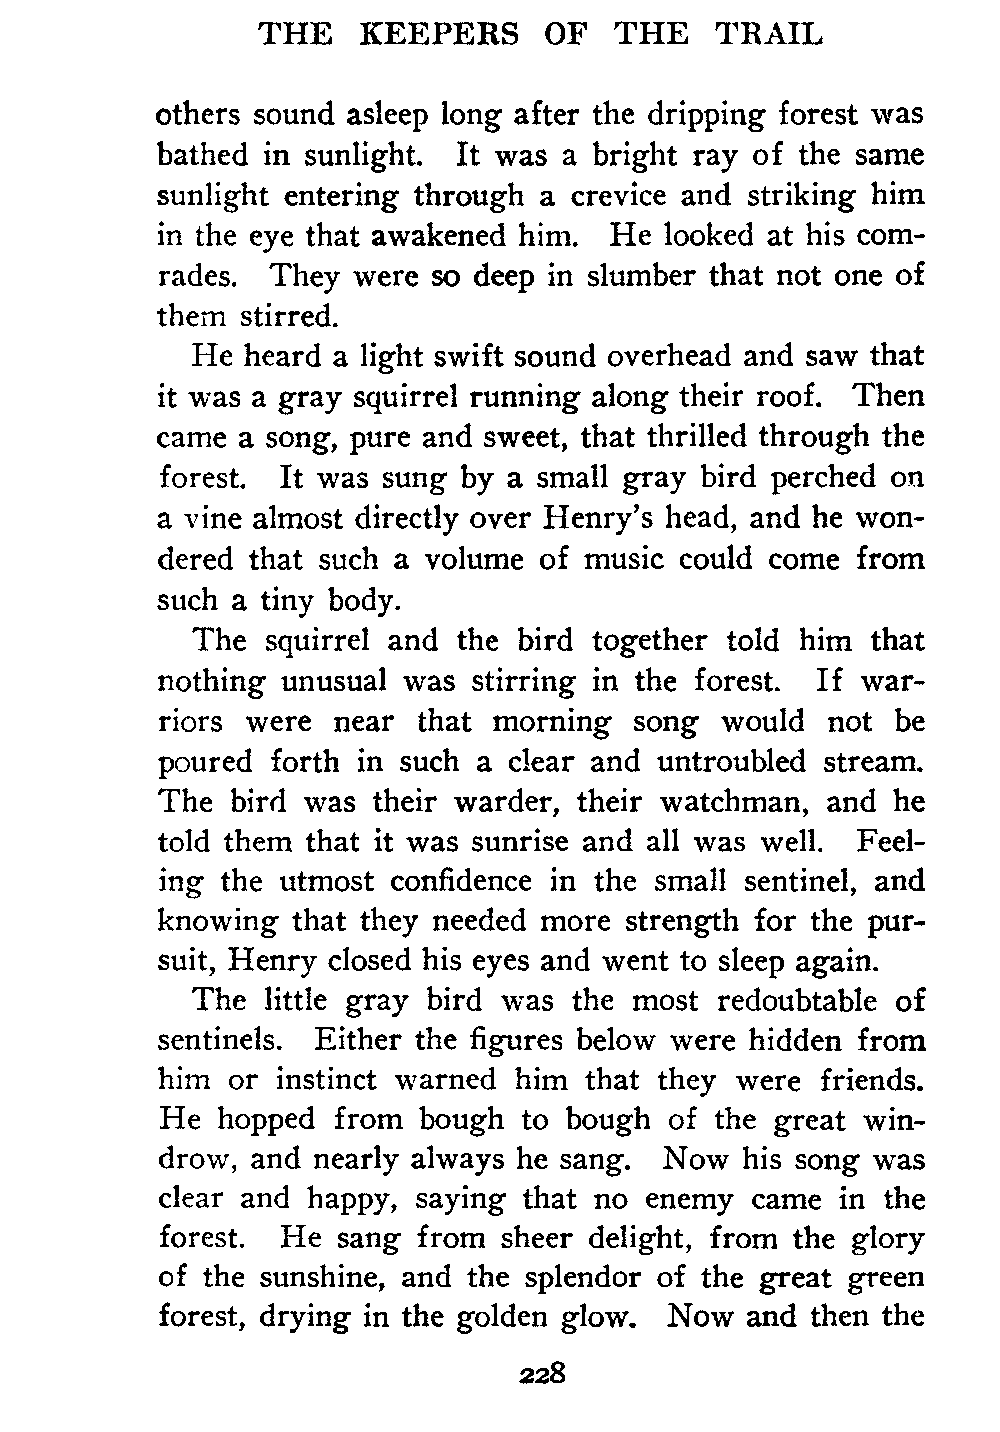 THE KEEPERS OF THE TRAIL
others sound asleep long after the dripping forest was
bathed in sunlight. It was a bright ray of the same
sunlight entering through a crevice and striking him
in the eye that awakened him. He looked at his com-
rades. They were so deep in slumber that not one of
them stirred.
He heard a light swift sound overhead and saw that
it was a gray squirrel running along their roof. Then
came a song, pure and sweet, that thrilled through the
forest. It was sung by a small gray bird perched on
a vine almost directly over Henry's head, and he won-
dered that such a volume of music could come from
such a tiny body.
The squirrel and the bird together told him that
nothing unusual was stirring in the forest. If war-
riors were near that morning song would not be
poured forth in such a clear and untroubled stream.
The bird was their warder, their watchman, and he
told them that it was sunrise and all was well. Feel-
ing the utmost confidence in the small sentinel, and
knowing that they needed more strength for the pur-
suit, Henry closed his eyes and went to sleep again.
The little gray bird was the most redoubtable of
sentinels. Either the figures below were hidden from
him or instinct warned him that they were friends.
He hopped from bough to bough of the great win-
drow, and nearly always he sang. Now his song was
clear and happy, saying that no enemy came in the
forest. He sang from sheer delight, from the glory
of the sunshine, and the splendor of the great green
forest, drying in the golden glow. Now and then the
228